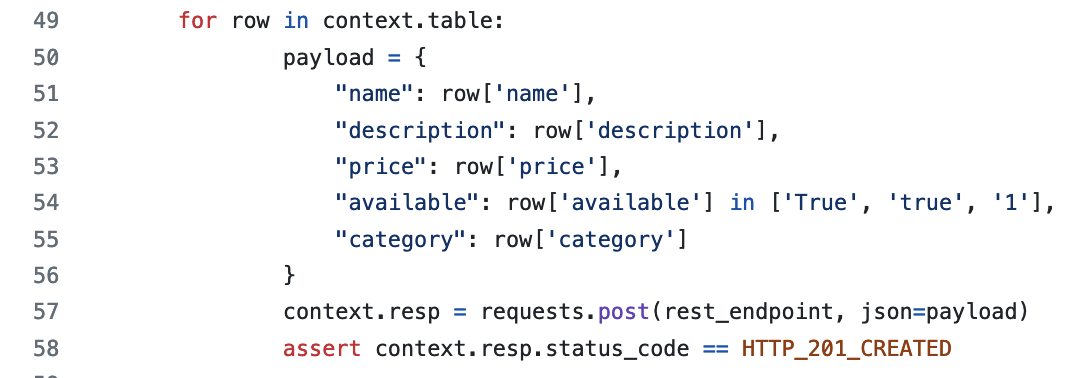 49 for row in context.table:
50 payload = {
51 "name": row['name'],
52 "description": row['description'],
53 "price": row['price'],
54 "available": row['available'] in ['True', 'true', '1'],
55 "category": row['category']
56 }
57 context.resp = requests.post(rest_endpoint, json=payload)
58 assert context.resp.status_code == HTTP_201_CREATED